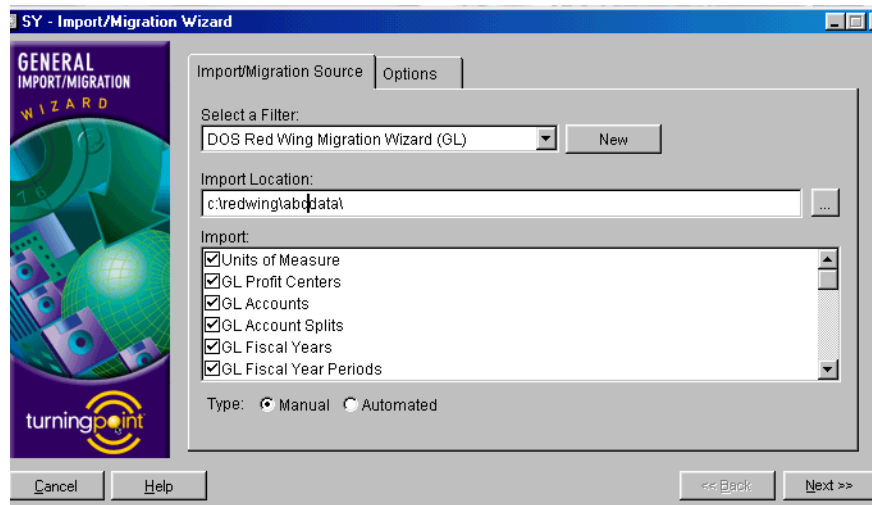 SY - Import/Migration Wizard
GENERAL
IMPORT/MIGRATION
WIZARD
turningpoint
Import/Migration Source
Options
Select a Filter:
DOS Red Wing Migration Wizard (GL)
New
Import Location:
c:\redwing\abcdata\
...
Import:
Units of Measure
GL Profit Centers
GL Accounts
GL Account Splits
GL Fiscal Years
GL Fiscal Year Periods
Type: Manual Automated
Cancel
Help
<< Back
Next >>